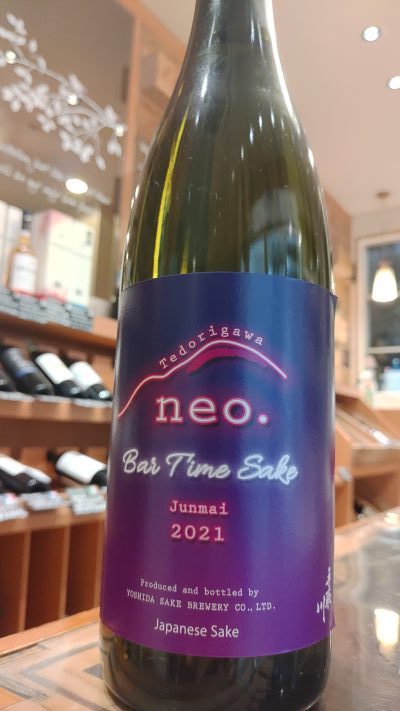 Tedorigawa
neo.
Bar Time Sake
Junmai
2021
Produced and bottled by
YOSHIDA SAKE BREWERY CO., LTD.
Japanese Sake